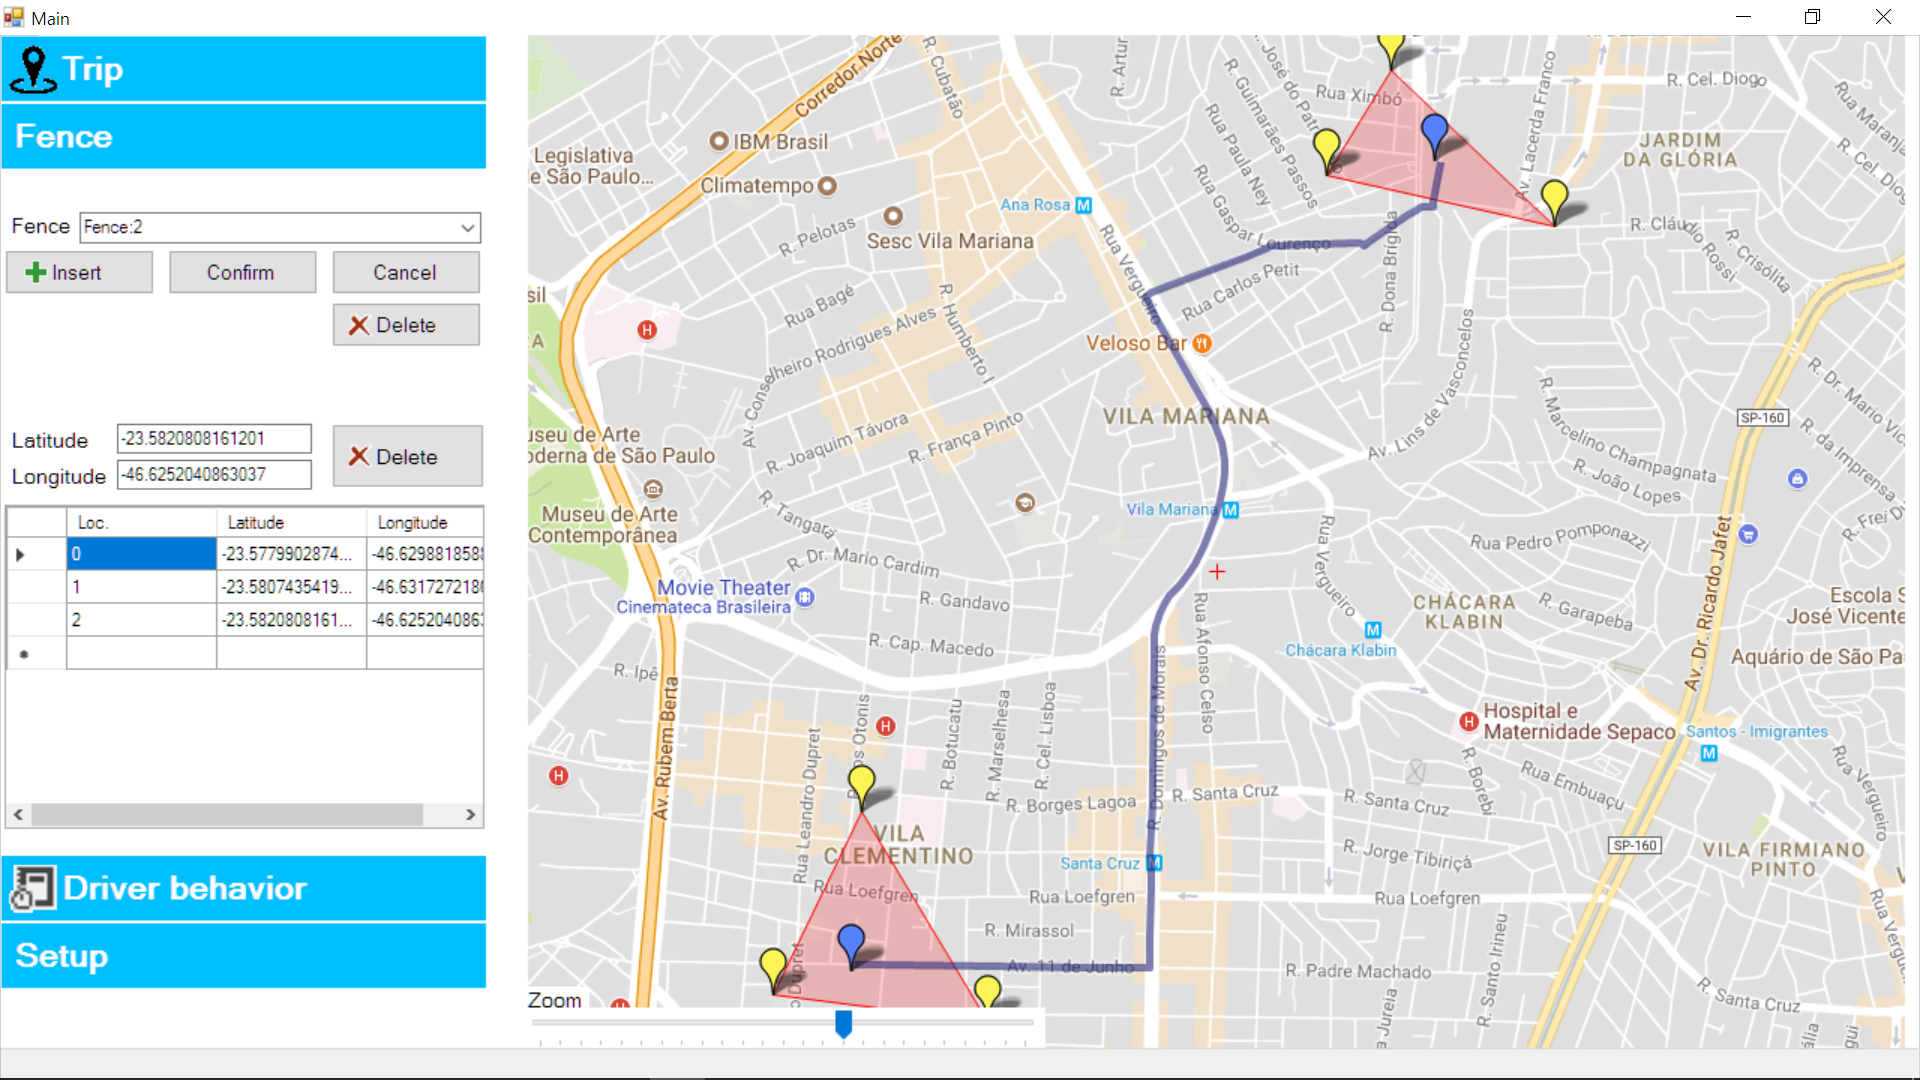 Main
Trip
Fence
Fence
Fence:2
Insert
Confirm
Cancel
Delete
Latitude
-23.5820808161201
Longitude
-46.6252040863037
Delete
Loc.
Latitude
Longitude
0
-23.5779902874...
-46.629881858
1
-23.5807435419...
-46.631727218
2
-23.5820808161...
-46.625204086
Driver behavior
Setup
Corredor Norte
R. Cubatão
R. Artur
R. José do Patro
R. Guimarães Passos
Rua Ximbó
Rua Paula Ney
Rua Gaspar Lourenço
R. Cel. Diogo
Av. Lacerda Franco
Rua Maranja
R. Cel. Diog
JARDIM
DA GLÓRIA
IBM Brasil
Legislativa
e São Paulo...
Climatempo
Ana Rosa
M
Sesc Vila Mariana
R. Pelotas
Rua Vergueiro
Rua Carlos Petit
R. Dona Brígida
R. Cláudio Rossi
R. Crisólita
sil
Rua Bagé
R. Humberto I
Av. Conselheiro Rodrigues Alves
H
A
Veloso Bar
Av. Lins de Vasconcelos
R. Dr. Mario Vic
VILA MARIANA
SP-160
R. Marcelino Champagnata
R. da Imprensa
useu de Arte
oderna de São Paulo
R. Joaquim Távora
R. França Pinto
R. João Lopes
Museu de Arte
Contemporânea
R. Tangará
Vila Mariana
M
R. Frei D
Rua Vergueiro
Rua Pedro Pomponazzi
R. Dr. Mario Cardim
Av. Dr. Ricardo Jafet
Movie Theater
Cinemateca Brasileira
R. Gandavo
Rua Afonso Celso
CHÁCARA
KLABIN
R. Garapeba
Escola S
José Vicente
R. Cap. Macedo
M
Chácara Klabin
Aquário de São Pa
R. Ipê
Av. Rubem Berta
R. Botucatu
R. Marselhesa
R. Cel. Lisboa
R. Domingos de Morais
H
Hospital e
Maternidade Sepaco
Santos - Imigrantes
M
H
H
Rua Leandro Dupret
os Otonis
R. Borges Lagoa
R. Santa Cruz
R. Santa Cruz
R. Borebi
Rua Embuaçu
Rua Vergueiro
VILA
CLEMENTINO
Santa Cruz
M
R. Jorge Tibiriçá
SP-160
VILA FIRMIANO
PINTO
V
Rua Loefgren
Rua Loefgren
Rua Loefgren
R. Mirassol
Av. 11 de Junho
R. Padre Machado
R. Santo Irineu
R. Santa Cruz
Rua Vergue
o Dupret
Jureia
Zoom